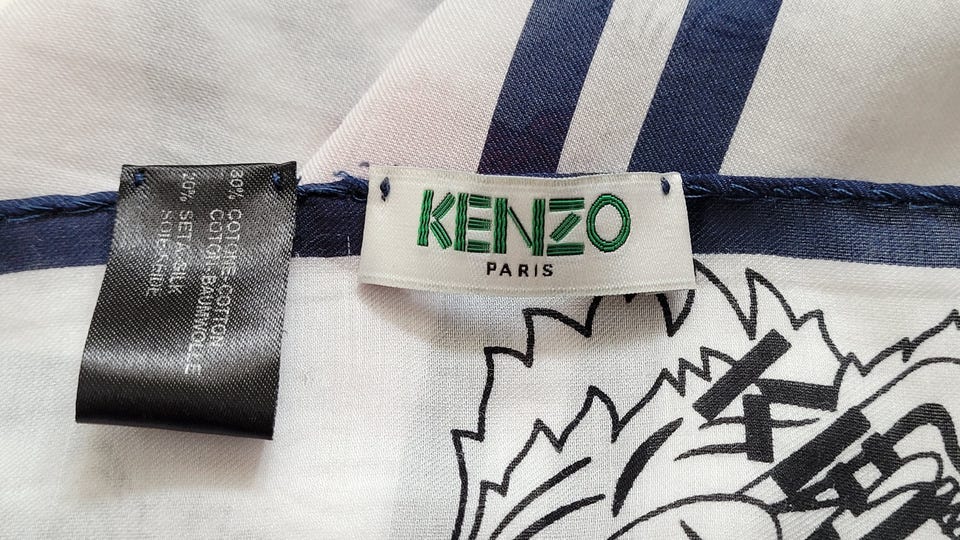 80% COTONE-COTTON
COTON-BAUMWOLLE
20% SETA-SILK
SOIE-SEIDE
KENZO
PARIS